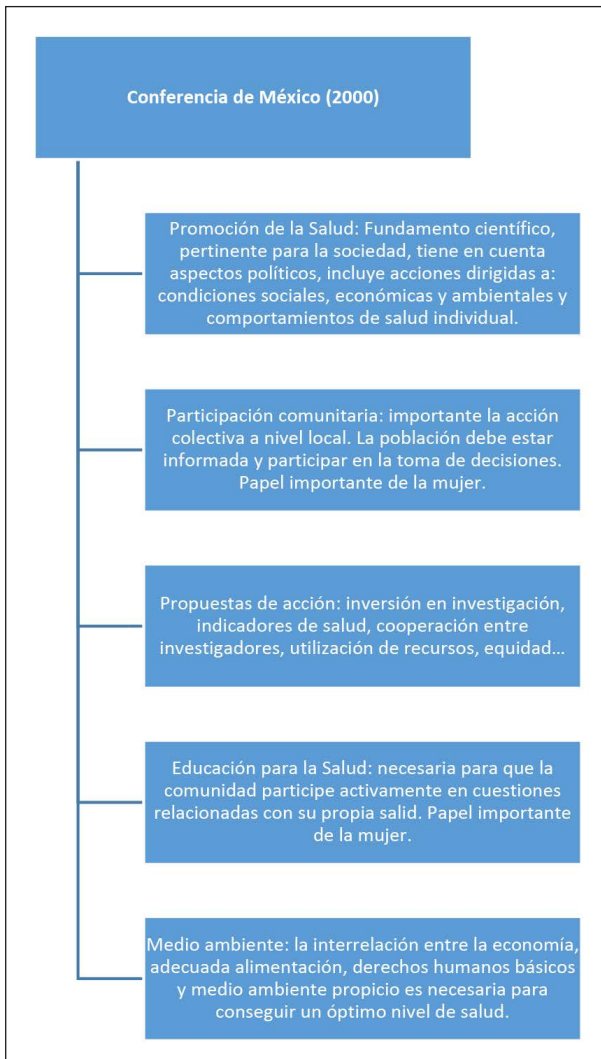 Conferencia de México (2000)
Promoción de la Salud: Fundamento científico,
pertinente para la sociedad, tiene en cuenta
aspectos políticos, incluye acciones dirigidas a:
condiciones sociales, económicas y ambientales y
comportamientos de salud individual.
Participación comunitaria: importante la acción
colectiva a nivel local. La población debe estar
informada y participar en la toma de decisiones.
Papel importante de la mujer.
Propuestas de acción: inversión en investigación,
indicadores de salud, cooperación entre
investigadores, utilización de recursos, equidad...
Educación para la Salud: necesaria para que la
comunidad participe activamente en cuestiones
relacionadas con su propia salid. Papel importante
de la mujer.
Medio ambiente: la interrelación entre la economía,
adecuada alimentación, derechos humanos básicos
y medio ambiente propicio es necesaria para
conseguir un óptimo nivel de salud.